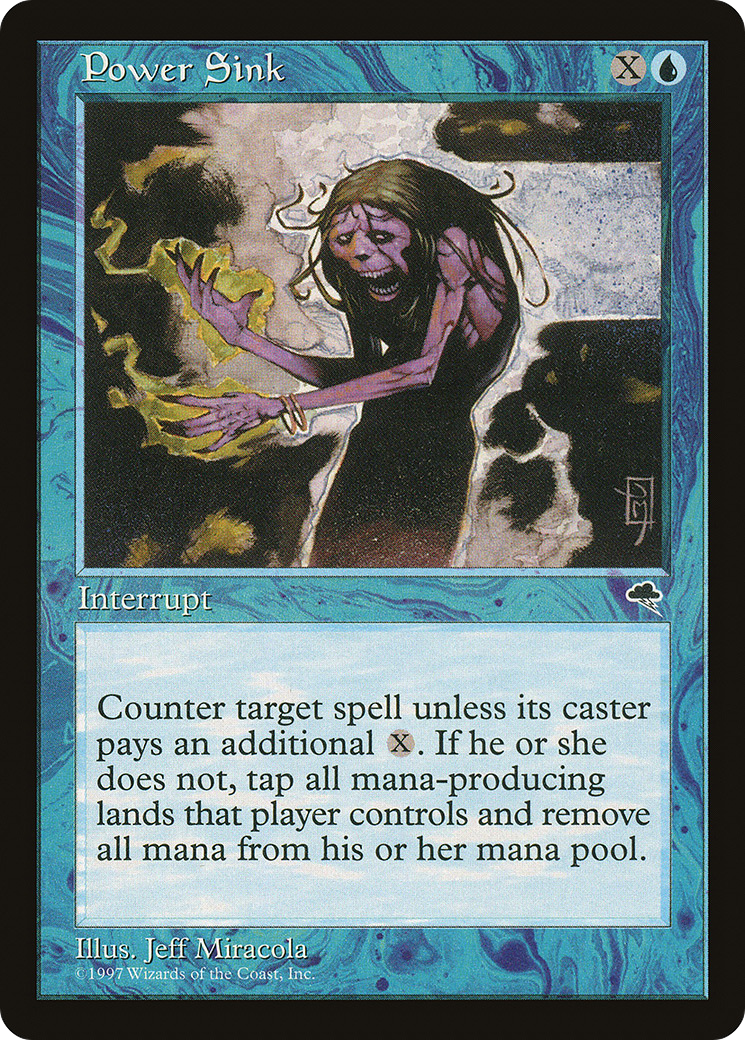 Power Sink
X
Interrupt
Counter target spell unless its caster
pays an additional X. If he or she
does not, tap all mana-producing
lands that player controls and remove
all mana from his or her mana pool.
Illus. Jeff Miracola
©1997 Wizards of the Coast, Inc.